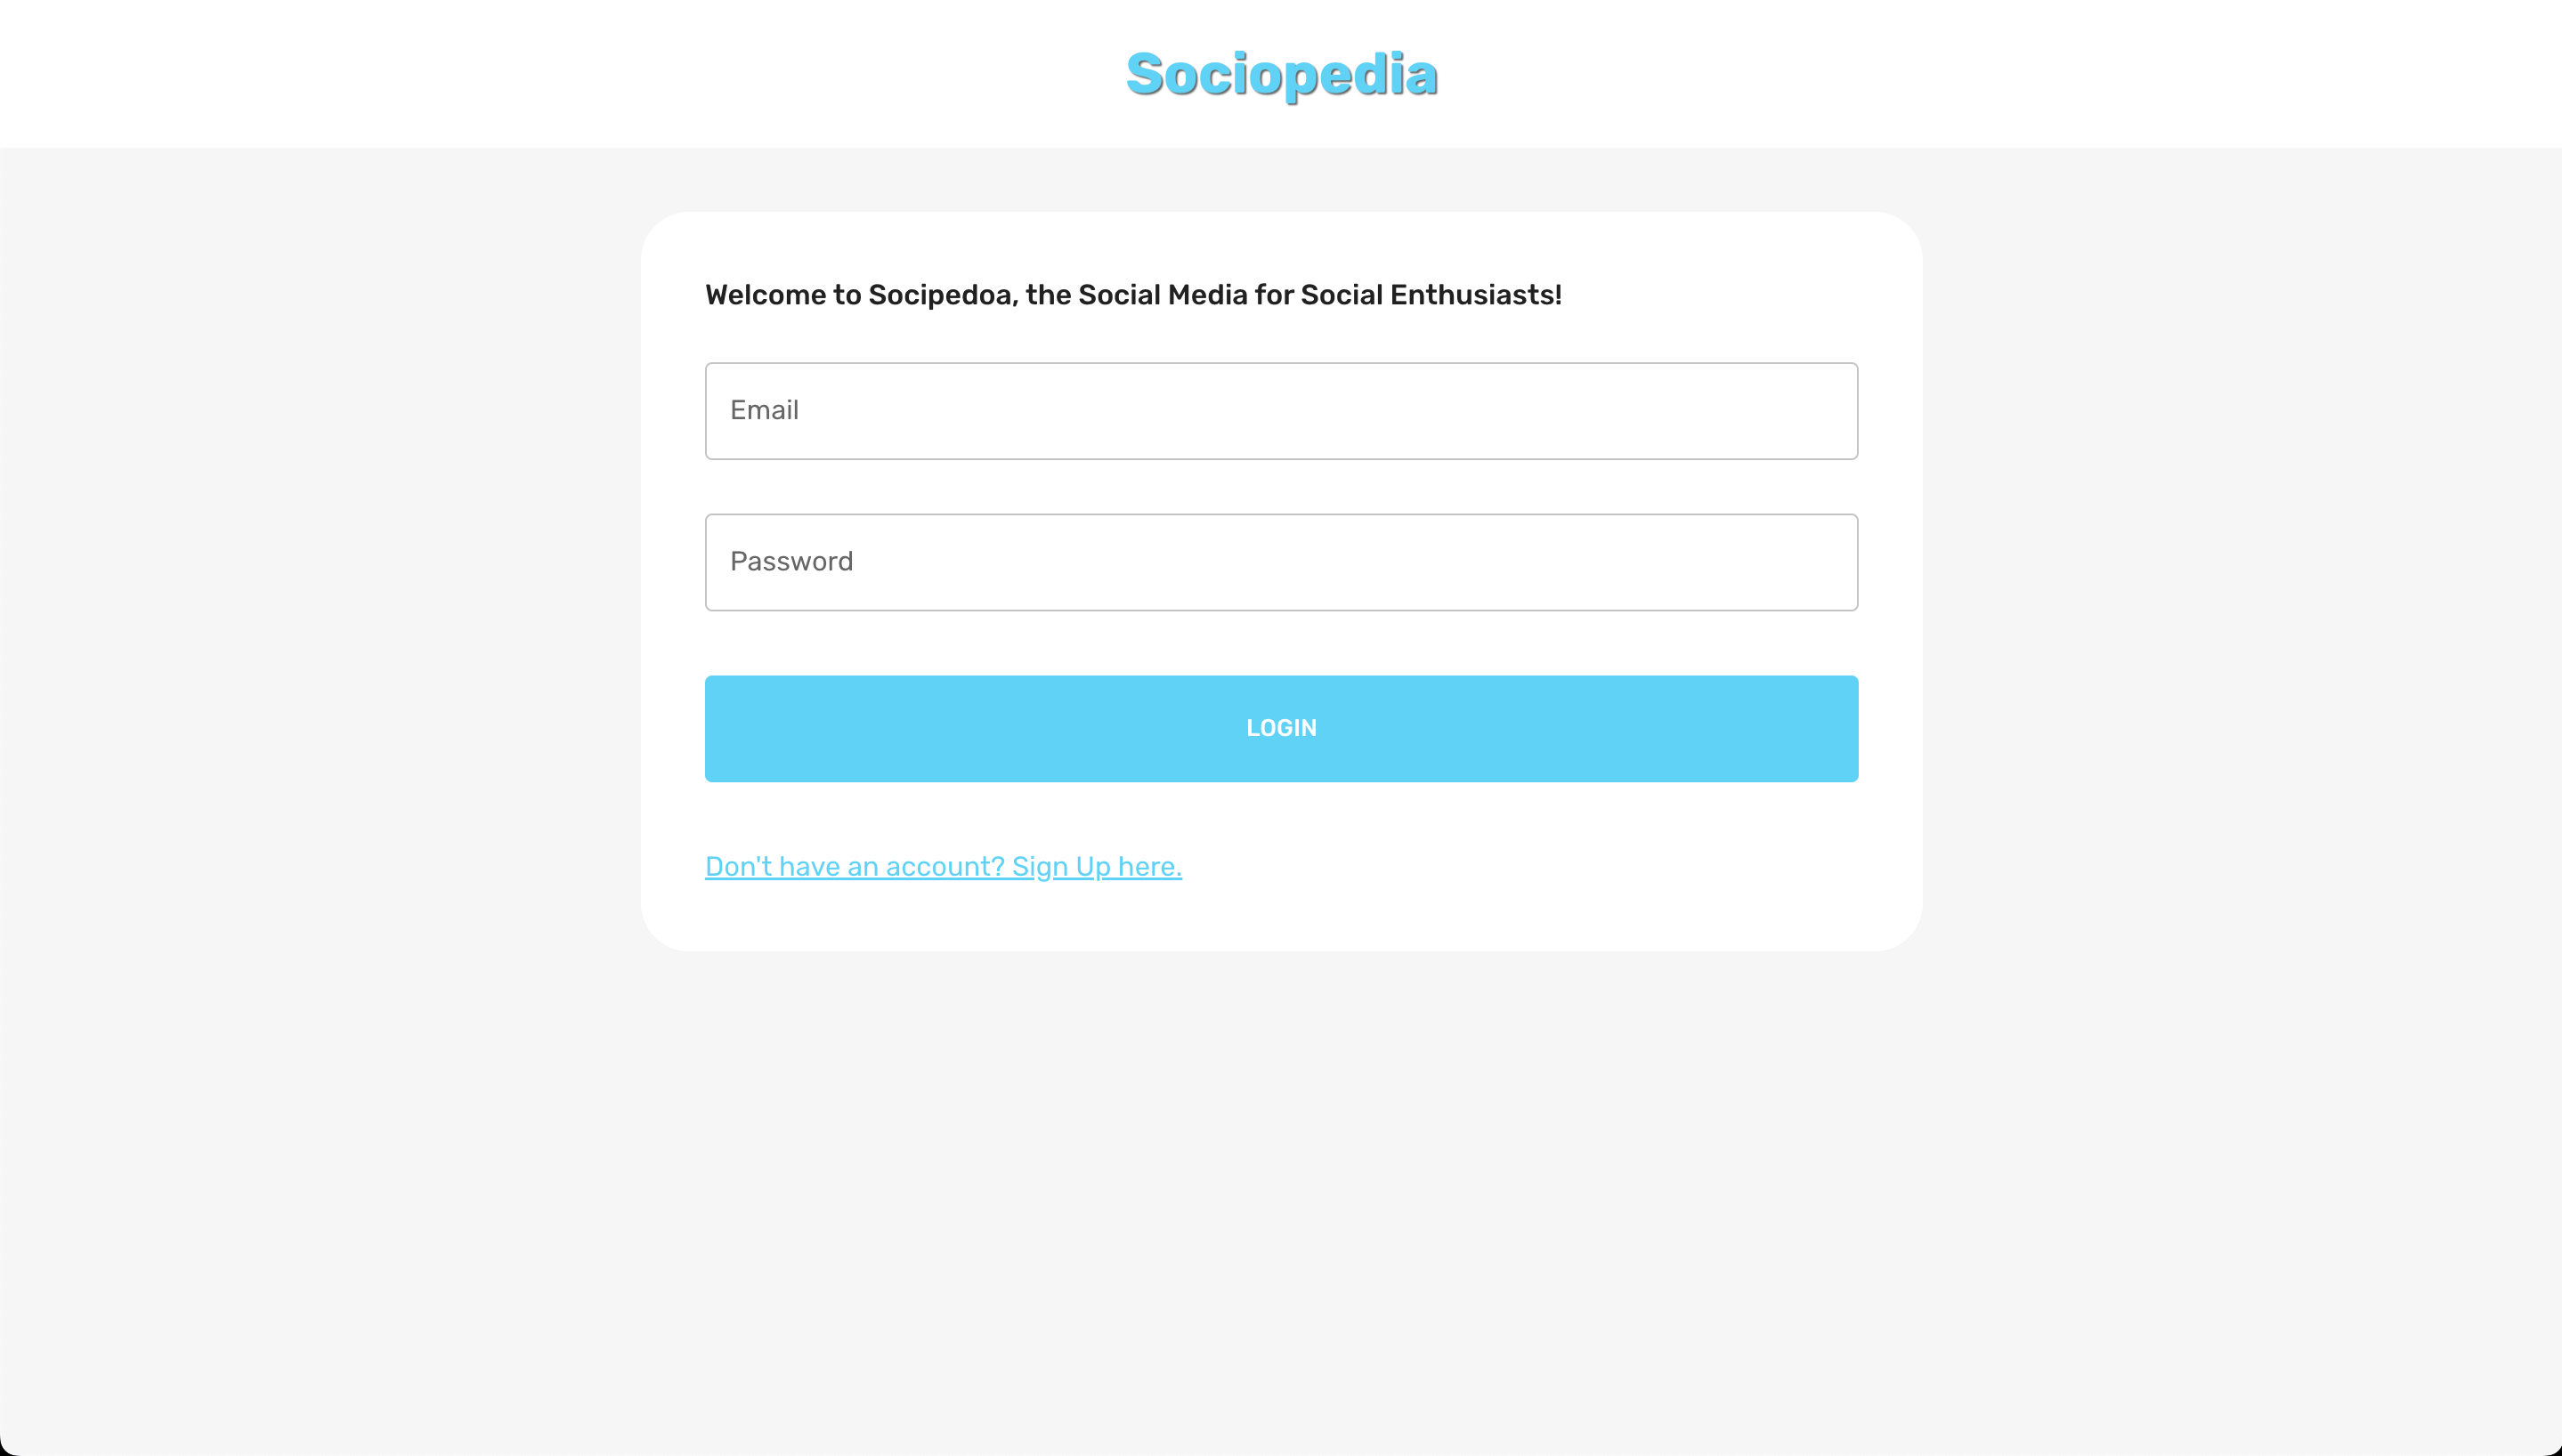 Sociopedia
Welcome to Socipedoa, the Social Media for Social Enthusiasts!
Email
Password
LOGIN
Don't have an account? Sign Up here.